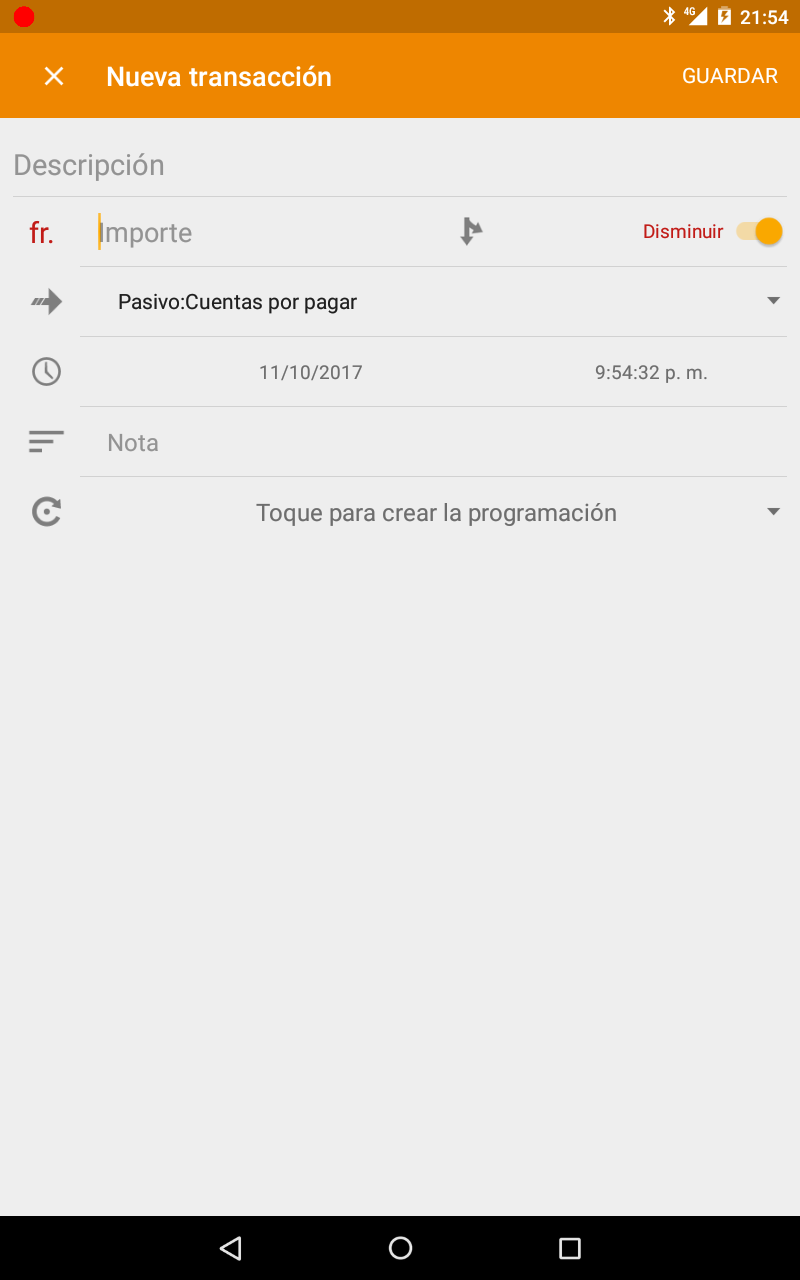 4G 21:54
Nueva transacción GUARDAR
Descripción
fr. Importe Disminuir
Pasivo:Cuentas por pagar
11/10/2017 9:54:32 p. m.
Nota
Toque para crear la programación